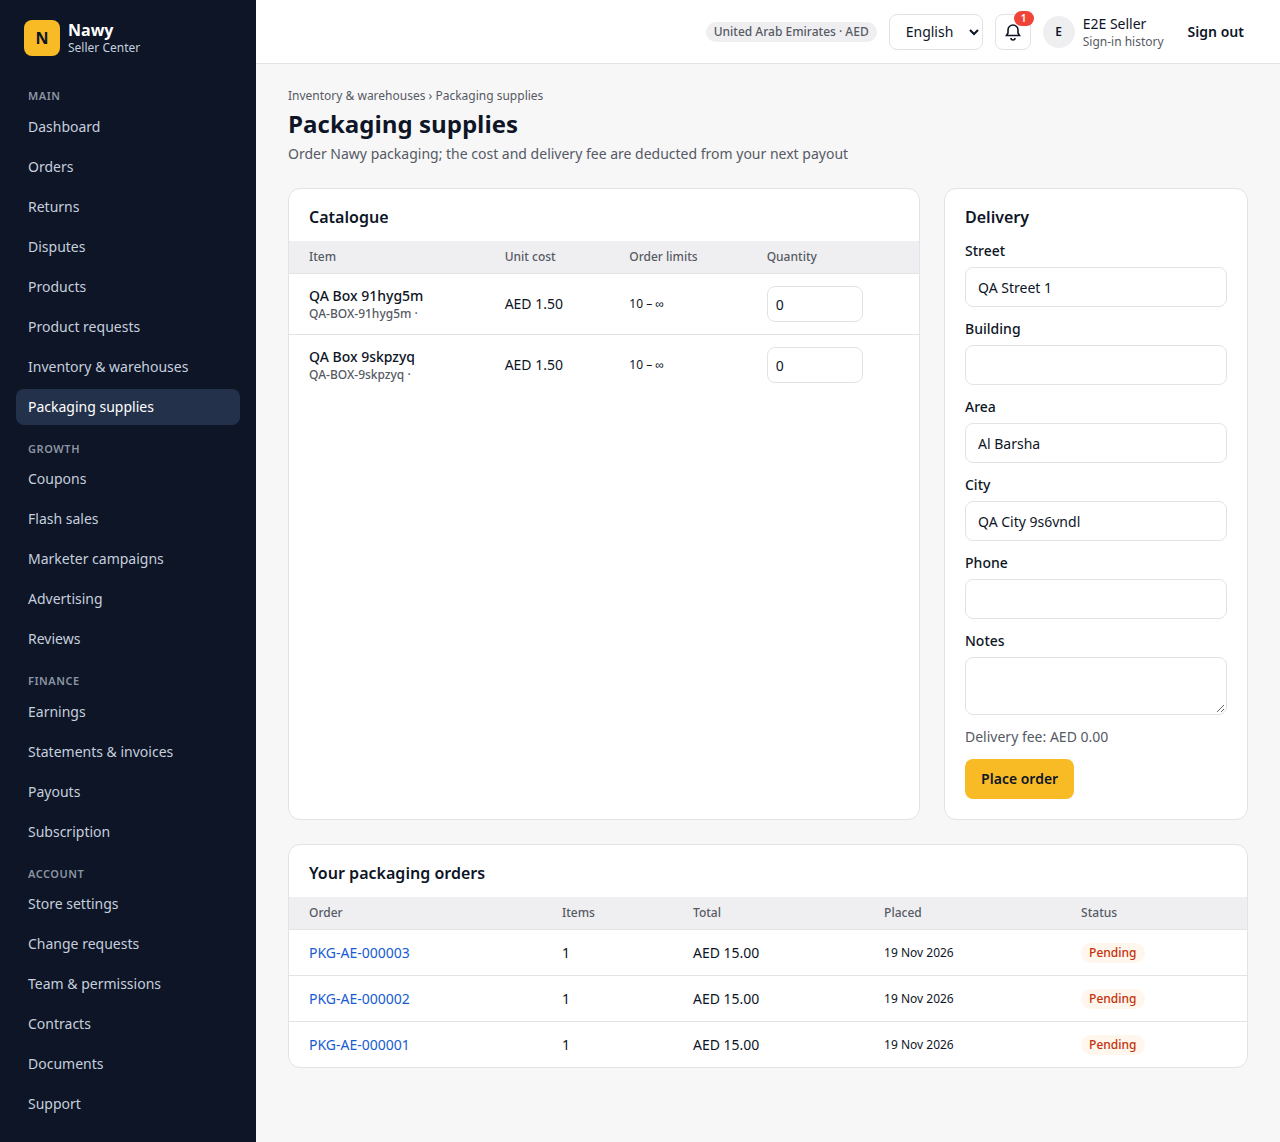 N
Nawy
Seller Center
MAIN
Dashboard
Orders
Returns
Disputes
Products
Product requests
Inventory & warehouses
Packaging supplies
GROWTH
Coupons
Flash sales
Marketer campaigns
Advertising
Reviews
FINANCE
Earnings
Statements & invoices
Payouts
Subscription
ACCOUNT
Store settings
Change requests
Team & permissions
Contracts
Documents
Support
United Arab Emirates · AED
English
1
E
E2E Seller
Sign-in history
Sign out
Inventory & warehouses › Packaging supplies
Packaging supplies
Order Nawy packaging; the cost and delivery fee are deducted from your next payout
Catalogue
Item Unit cost Order limits Quantity
QA Box 91hyg5m
QA-BOX-91hyg5m ·
AED 1.50 10 – ∞ 0
QA Box 9skpzyq
QA-BOX-9skpzyq ·
AED 1.50 10 – ∞ 0
Delivery
Street
QA Street 1
Building
Area
Al Barsha
City
QA City 9s6vndl
Phone
Notes
Delivery fee: AED 0.00
Place order
Your packaging orders
Order Items Total Placed Status
PKG-AE-000003 1 AED 15.00 19 Nov 2026 Pending
PKG-AE-000002 1 AED 15.00 19 Nov 2026 Pending
PKG-AE-000001 1 AED 15.00 19 Nov 2026 Pending